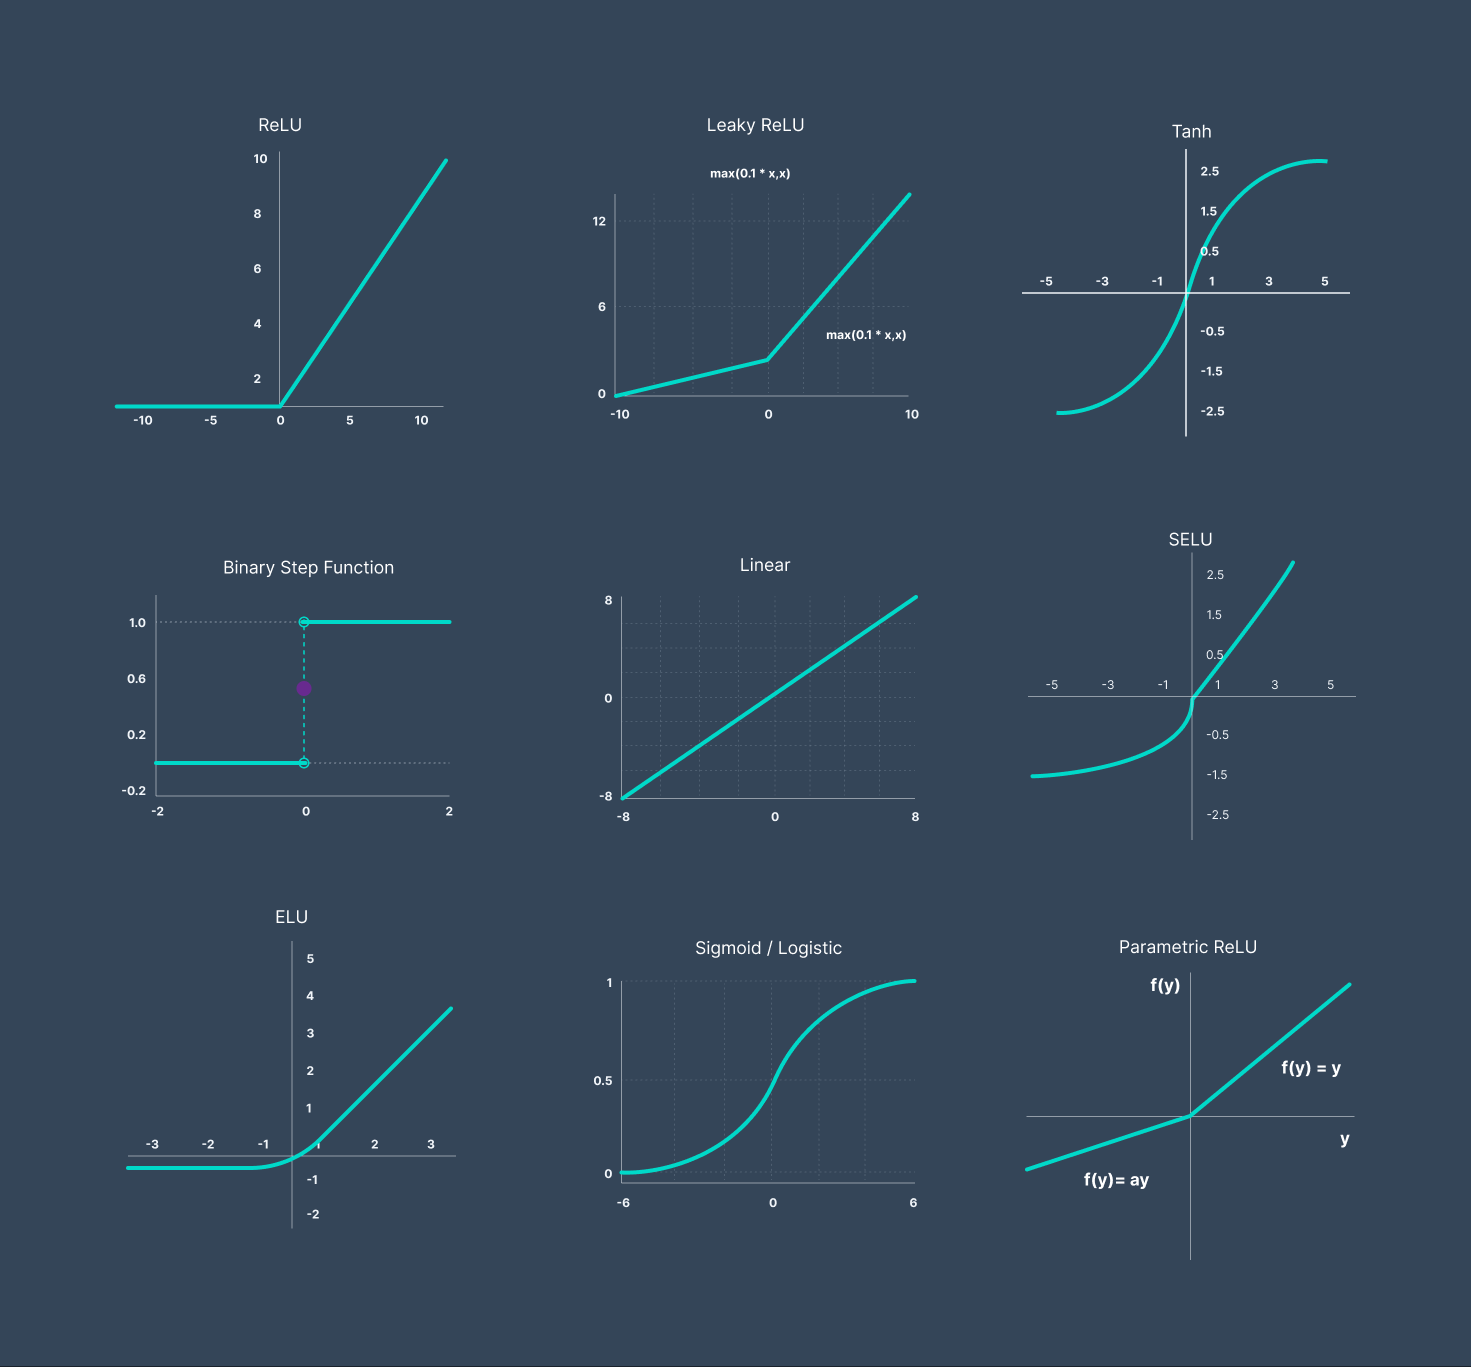 ReLU
10
8
6
4
2
-10 -5 0 5 10
Leaky ReLU
max(0.1 * x,x)
12
6
max(0.1 * x,x)
0
-10 0 10
Tanh
2.5
1.5
0.5
-5 -3 -1 1 3 5
-0.5
-1.5
-2.5
Binary Step Function
1.0
0.6
0.2
-0.2
-2 0 2
Linear
8
0
-8
-8 0 8
SELU
2.5
1.5
0.5
-5 -3 -1 1 3 5
-0.5
-1.5
-2.5
ELU
5
4
3
2
1
-3 -2 -1 1 2 3
-1
-2
Sigmoid / Logistic
1
0.5
0
-6 0 6
Parametric ReLU
f(y)
f(y) = y
y
f(y)= ay